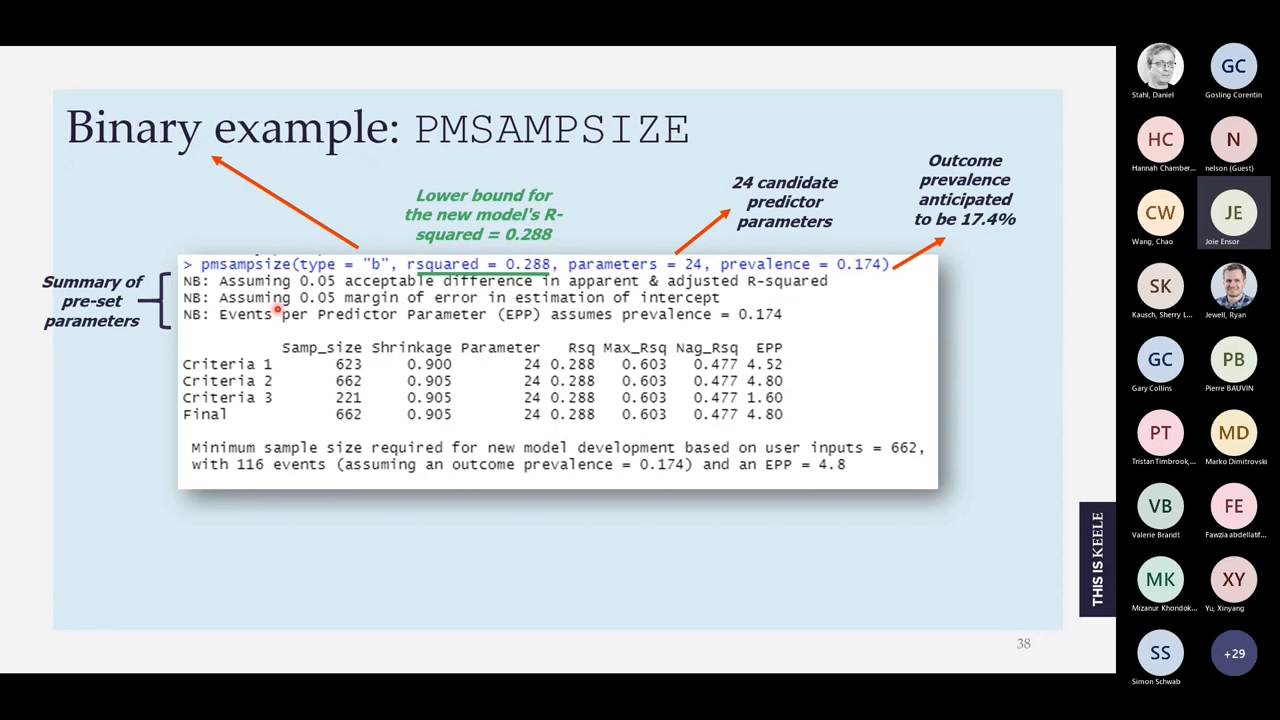 Binary example: PMSAMPSIZE
Lower bound for
the new model's R-
squared = 0.288
24 candidate
predictor
parameters
Outcome
prevalence
anticipated
to be 17.4%
Summary of
pre-set
parameters
> pmsampsize(type = "b", rsquared = 0.288, parameters = 24, prevalence = 0.174)
NB: Assuming 0.05 acceptable difference in apparent & adjusted R-squared
NB: Assuming 0.05 margin of error in estimation of intercept
NB: Events per Predictor Parameter (EPP) assumes prevalence = 0.174
Samp_size Shrinkage Parameter Rsq Max_Rsq Nag_Rsq EPP
Criteria 1 623 0.900 24 0.288 0.603 0.477 4.52
Criteria 2 662 0.905 24 0.288 0.603 0.477 4.80
Criteria 3 221 0.905 24 0.288 0.603 0.477 1.60
Final 662 0.905 24 0.288 0.603 0.477 4.80
Minimum sample size required for new model development based on user inputs = 662,
with 116 events (assuming an outcome prevalence = 0.174) and an EPP = 4.8
THIS IS KEELE
38
Stahl, Daniel
GC
Gosling Corentin
HC
Hannah Chamber...
N
nelson (Guest)
CW
Wang, Chao
JE
Joie Ensor
SK
Kausch, Sherry L...
Jewell, Ryan
GC
Gary Collins
PB
Pierre BAUVIN
PT
Tristan Timbrook,...
MD
Marko Dimitrovski
VB
Valerie Brandt
FE
Fawzia abdellatif...
MK
Mizanur Khondok...
XY
Yu, Xinyang
SS
Simon Schwab
+29